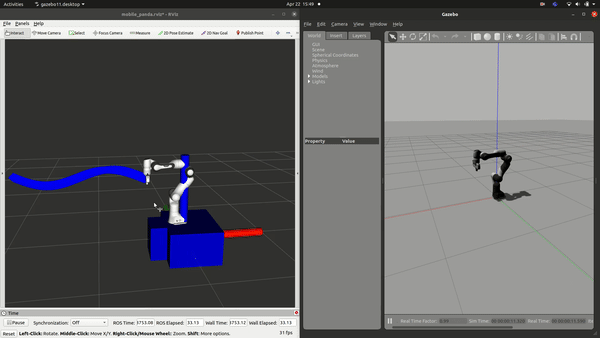 Activities
gazebo11.desktop
Apr 22 15:49
mobile_panda.rviz* - RViz
File Panels Help
Interact Move Camera Select Focus Camera Measure 2D Pose Estimate 2D Nav Goal Publish Point
Time
Pause Synchronization: Off ROS Time: 3753.08 ROS Elapsed: 33.13 Wall Time: 3753.12 Wall Elapsed: 33.13
Reset Left-Click: Rotate. Middle-Click: Move X/Y. Right-Click/Mouse Wheel: Zoom. Shift: More options. 31 fps
Gazebo
File Edit Camera View Window Help
World Insert Layers
GUI
Scene
Spherical Coordinates
Physics
Atmosphere
Wind
Models
Lights
Property Value
Real Time Factor: Sim Time: Real Time: